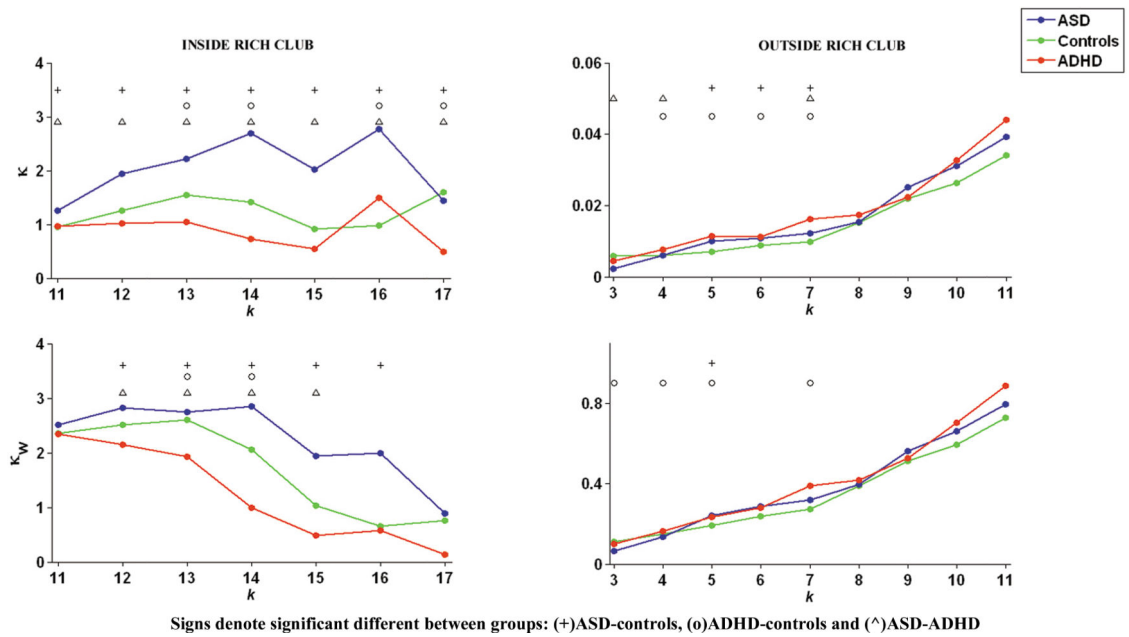 ASD
Controls
ADHD
INSIDE RICH CLUB
OUTSIDE RICH CLUB
4
3
2
1
0
κ
11 12 13 14 15 16 17
k
0.06
0.04
0.02
0
3 4 5 6 7 8 9 10 11
k
4
3
2
1
0
κW
11 12 13 14 15 16 17
k
0.8
0.4
0
3 4 5 6 7 8 9 10 11
k
Signs denote significant different between groups: (+)ASD-controls, (o)ADHD-controls and (^)ASD-ADHD